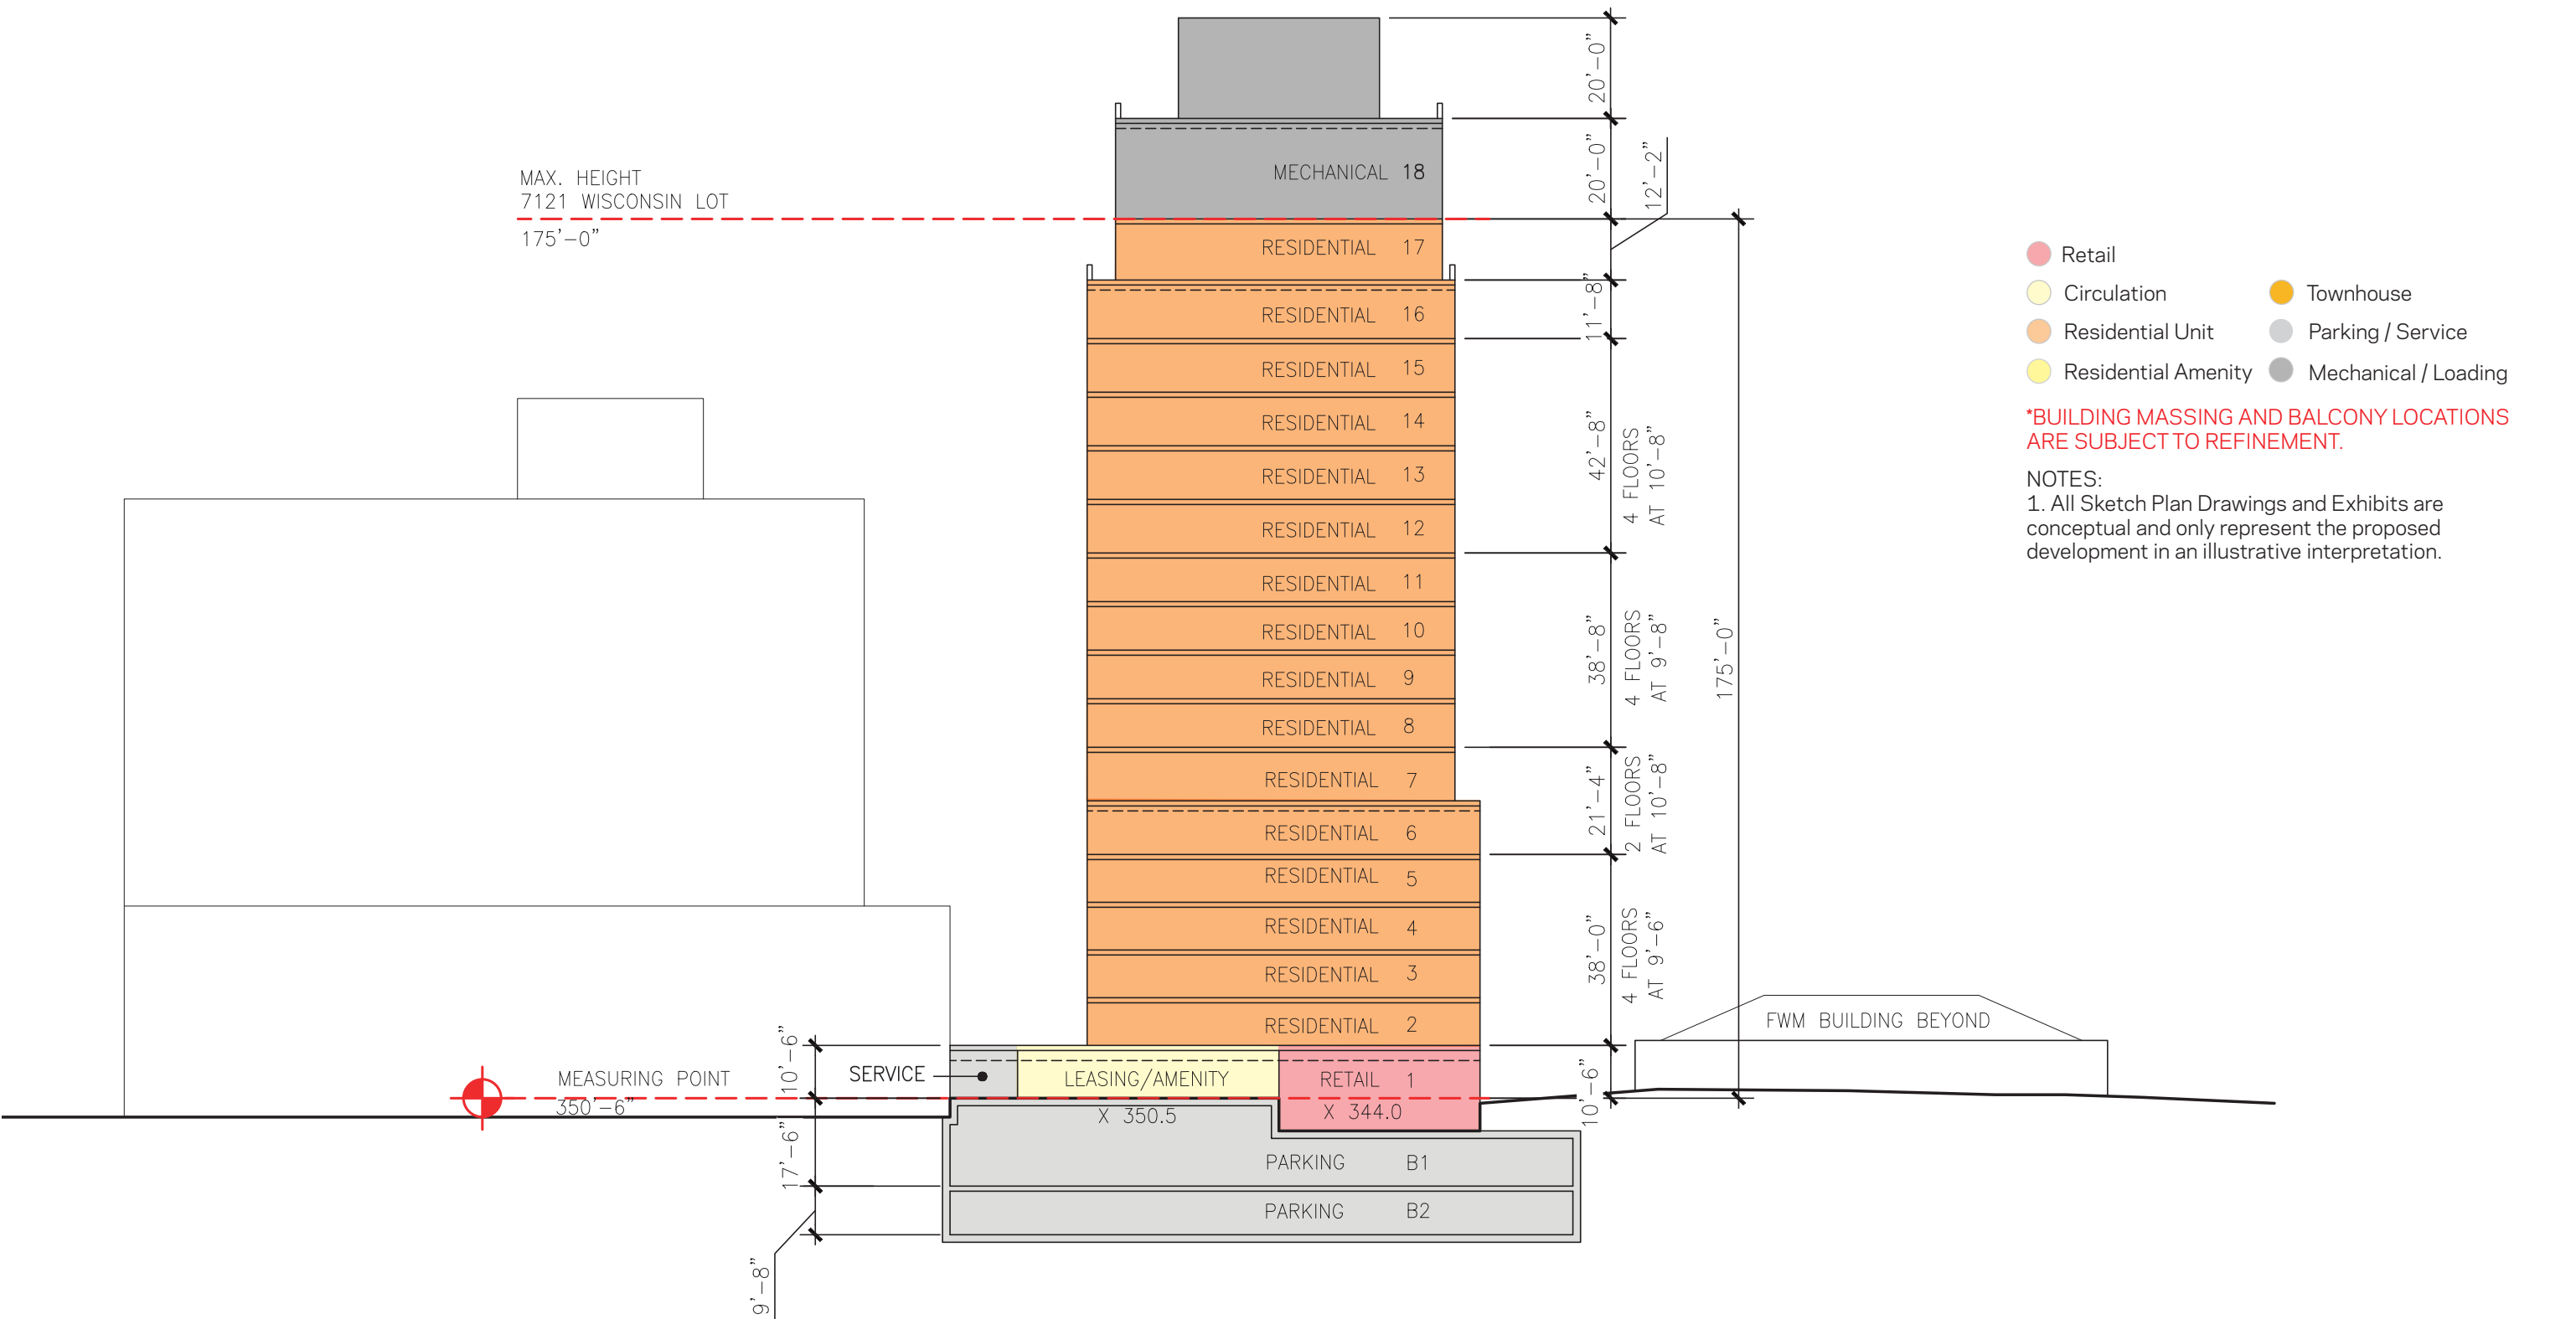 20'-0"
MECHANICAL 18
20'-0"
12'-2"
MAX. HEIGHT
7121 WISCONSIN LOT
175'-0"
RESIDENTIAL 17
RESIDENTIAL 16
11'-8"
RESIDENTIAL 15
RESIDENTIAL 14
RESIDENTIAL 13
RESIDENTIAL 12
42'-8"
4 FLOORS
AT 10'-8"
RESIDENTIAL 11
RESIDENTIAL 10
RESIDENTIAL 9
RESIDENTIAL 8
38'-8"
4 FLOORS
AT 9'-8"
175'-0"
RESIDENTIAL 7
RESIDENTIAL 6
21'-4"
2 FLOORS
AT 10'-8"
RESIDENTIAL 5
RESIDENTIAL 4
RESIDENTIAL 3
RESIDENTIAL 2
38'-0"
4 FLOORS
AT 9'-6"
FWM BUILDING BEYOND
10'-6"
SERVICE
LEASING/AMENITY
RETAIL 1
10'-6"
MEASURING POINT
350'-6"
X 350.5
X 344.0
17'-6"
PARKING B1
PARKING B2
9'-8"
Retail
Circulation
Residential Unit
Residential Amenity
Townhouse
Parking / Service
Mechanical / Loading
*BUILDING MASSING AND BALCONY LOCATIONS
ARE SUBJECT TO REFINEMENT.
NOTES:
1. All Sketch Plan Drawings and Exhibits are
conceptual and only represent the proposed
development in an illustrative interpretation.